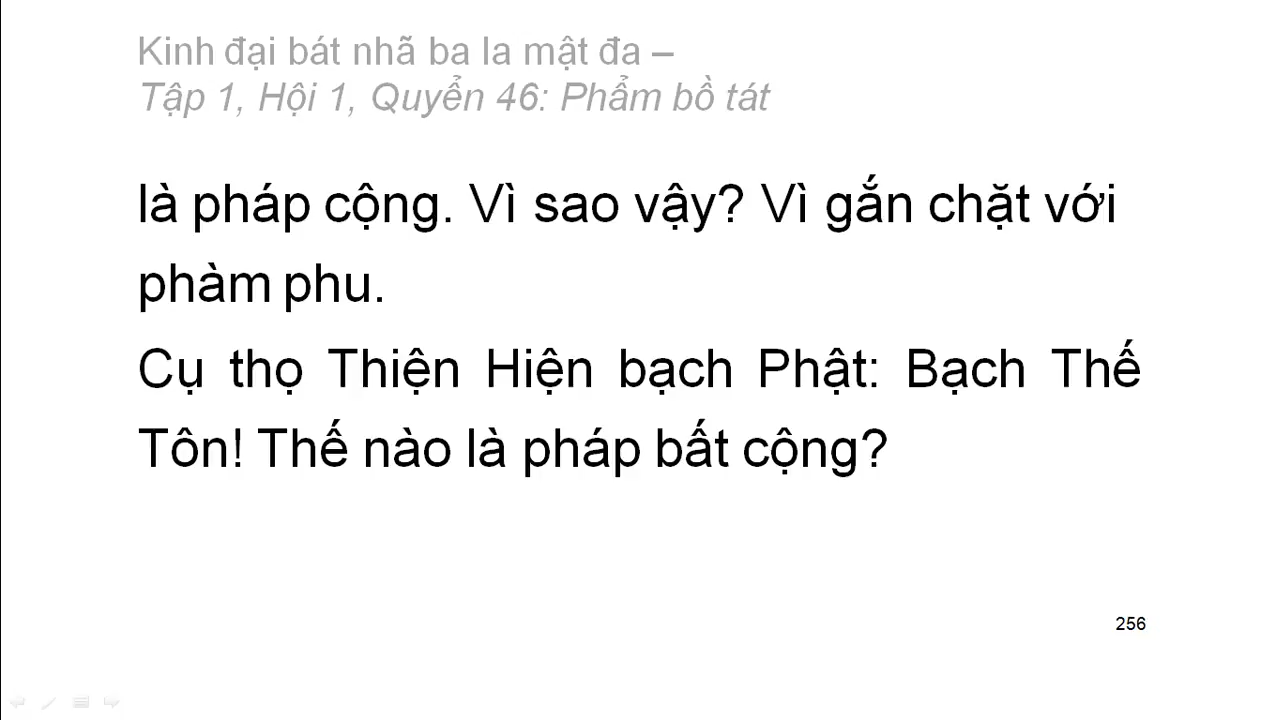 Kinh đại bát nhã ba la mật đa –
Tập 1, Hội 1, Quyển 46: Phẩm bồ tát
là pháp cộng. Vì sao vậy? Vì gắn chặt với
phàm phu.
Cụ thọ Thiện Hiện bạch Phật: Bạch Thế
Tôn! Thế nào là pháp bất cộng?
256